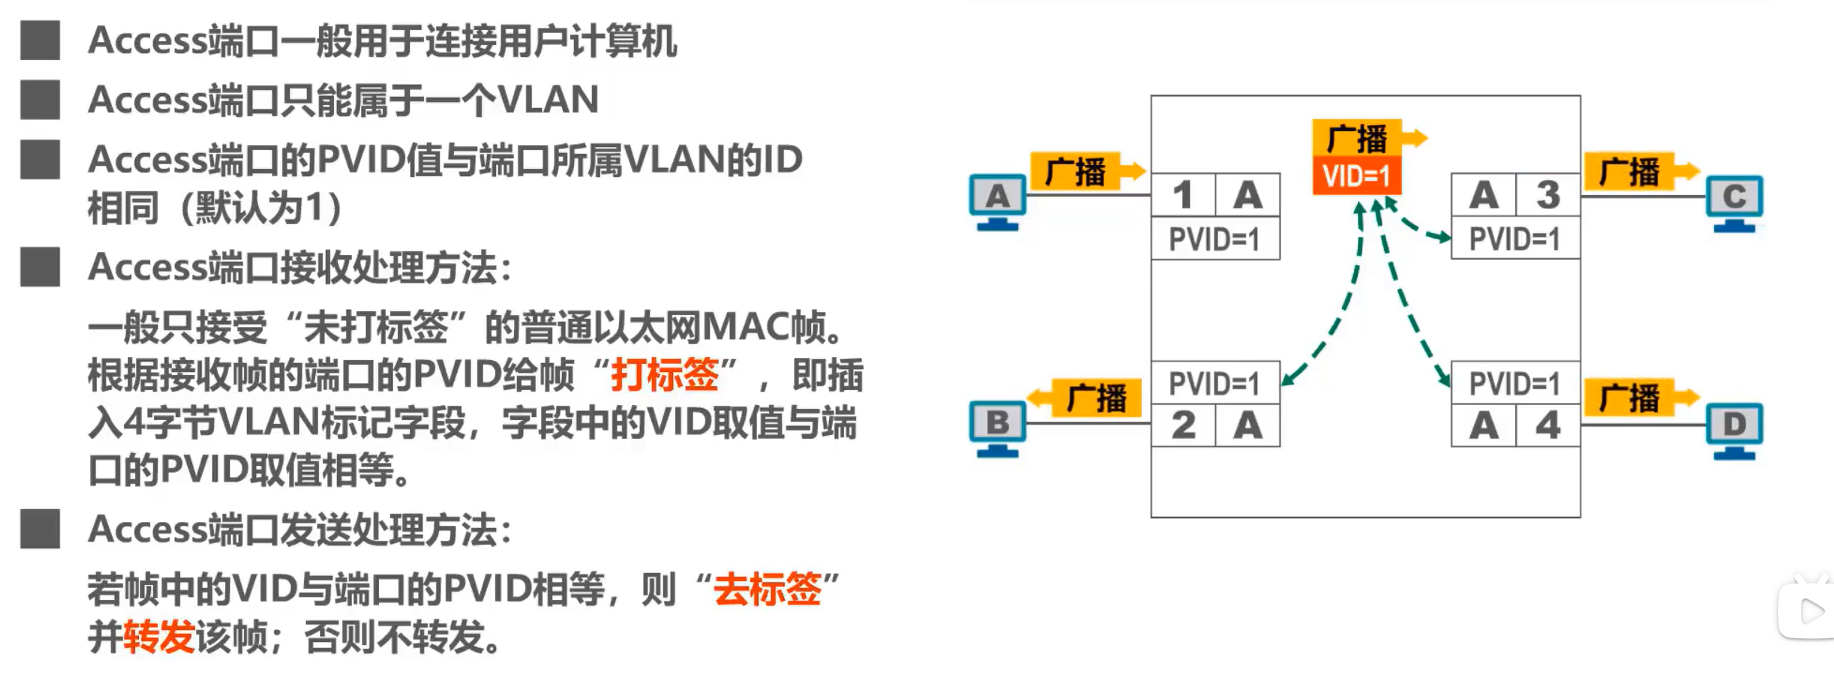 Access端口一般用于连接用户计算机
Access端口只能属于一个VLAN
Access端口的PVID值与端口所属VLAN的ID
相同（默认为1）
Access端口接收处理方法：
一般只接受“未打标签”的普通以太网MAC帧。
根据接收帧的端口的PVID给帧“打标签”，即插
入4字节VLAN标记字段，字段中的VID取值与端
口的PVID取值相等。
Access端口发送处理方法：
若帧中的VID与端口的PVID相等，则“去标签”
并转发该帧；否则不转发。
广播
VID=1
A
广播
1 A
PVID=1
A 3
PVID=1
广播
C
B
广播
PVID=1
2 A
PVID=1
A 4
广播
D